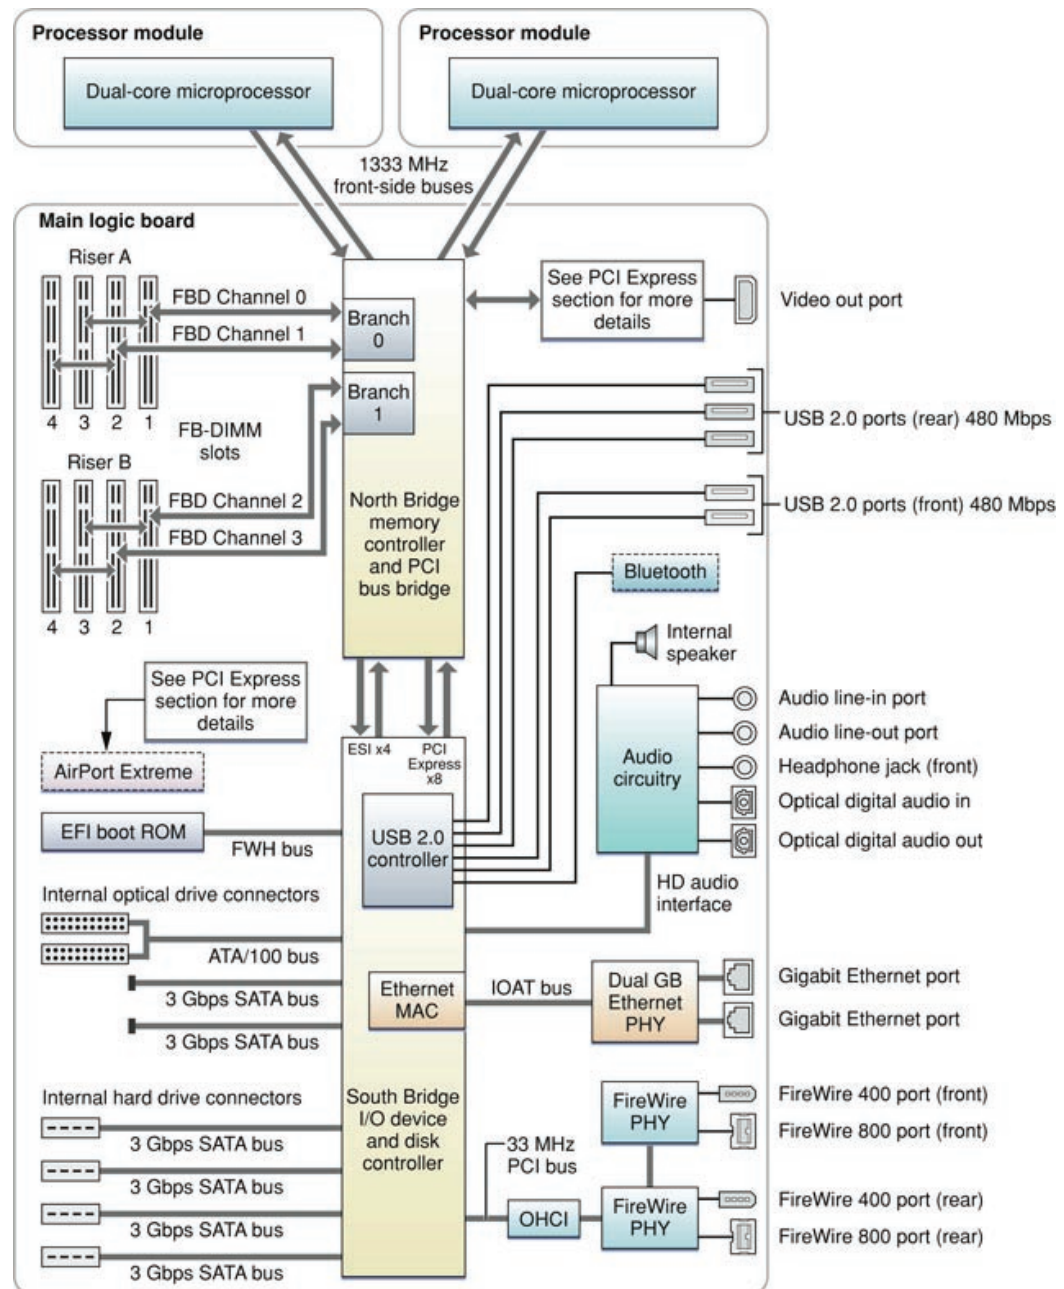 Processor module
Dual-core microprocessor
Processor module
Dual-core microprocessor
1333 MHz
front-side buses
Main logic board
Riser A
FBD Channel 0
FBD Channel 1
4 3 2 1
FB-DIMM
slots
Riser B
FBD Channel 2
FBD Channel 3
4 3 2 1
Branch
0
Branch
1
North Bridge
memory
controller
and PCI
bus bridge
See PCI Express
section for more
details
Video out port
USB 2.0 ports (rear) 480 Mbps
USB 2.0 ports (front) 480 Mbps
Bluetooth
Internal
speaker
See PCI Express
section for more
details
AirPort Extreme
ESI x4
PCI
Express
x8
Audio
circuitry
Audio line-in port
Audio line-out port
Headphone jack (front)
Optical digital audio in
Optical digital audio out
EFI boot ROM
FWH bus
USB 2.0
controller
HD audio
interface
Internal optical drive connectors
ATA/100 bus
3 Gbps SATA bus
3 Gbps SATA bus
Ethernet
MAC
IOAT bus
Dual GB
Ethernet
PHY
Gigabit Ethernet port
Gigabit Ethernet port
Internal hard drive connectors
3 Gbps SATA bus
3 Gbps SATA bus
3 Gbps SATA bus
3 Gbps SATA bus
South Bridge
I/O device
and disk
controller
33 MHz
PCI bus
OHCI
FireWire
PHY
FireWire
PHY
FireWire 400 port (front)
FireWire 800 port (front)
FireWire 400 port (rear)
FireWire 800 port (rear)